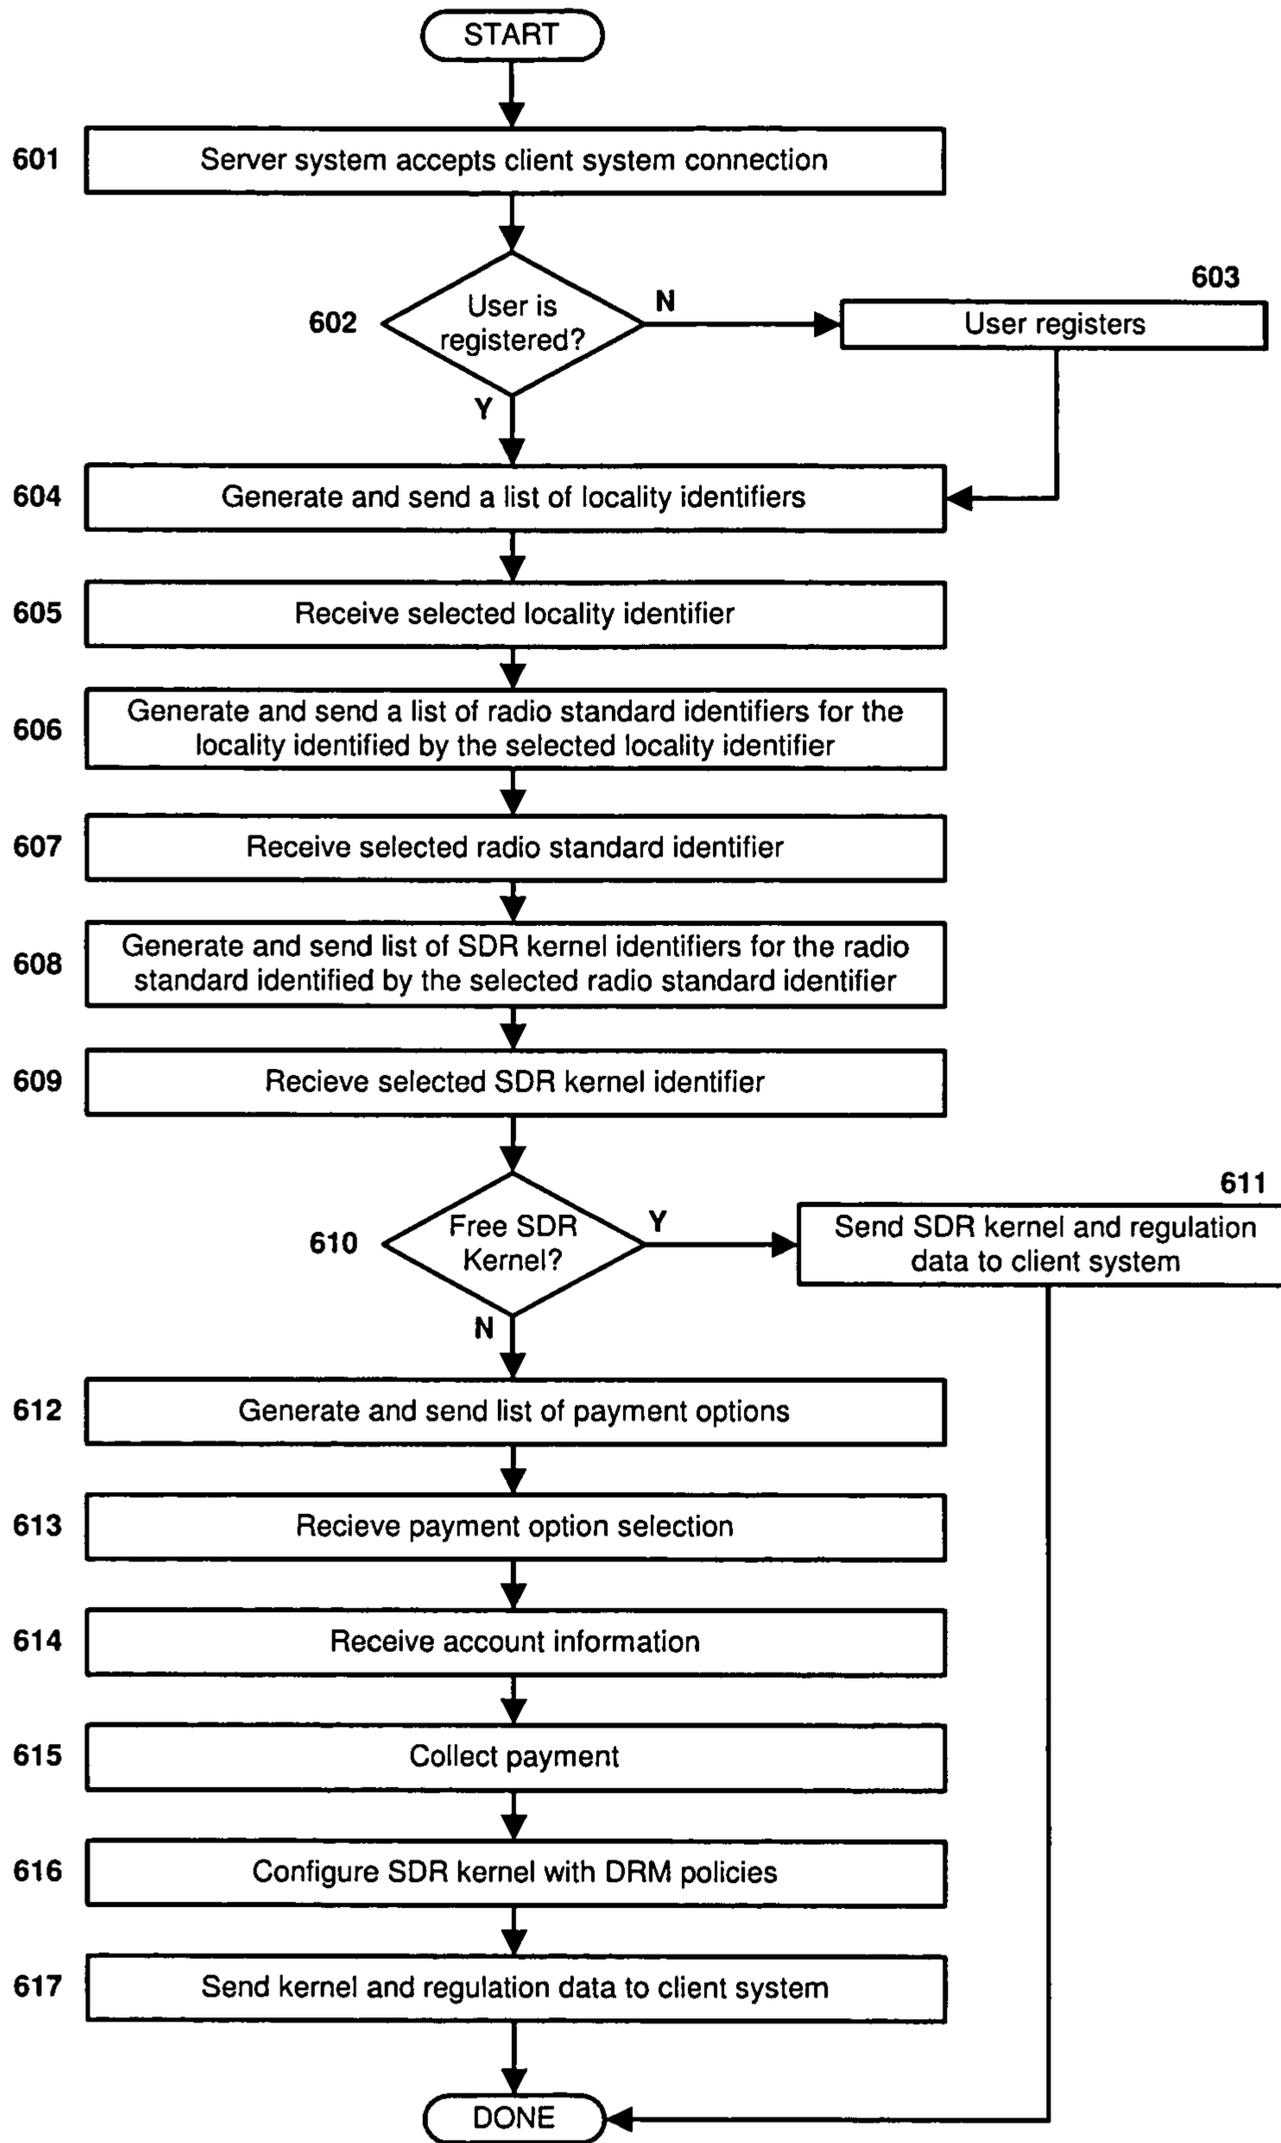 START
601
Server system accepts client system connection
602
User is
registered?
N
603
User registers
Y
604
Generate and send a list of locality identifiers
605
Receive selected locality identifier
606
Generate and send a list of radio standard identifiers for the
locality identified by the selected locality identifier
607
Receive selected radio standard identifier
608
Generate and send list of SDR kernel identifiers for the radio
standard identified by the selected radio standard identifier
609
Recieve selected SDR kernel identifier
610
Free SDR
Kernel?
Y
611
Send SDR kernel and regulation
data to client system
N
612
Generate and send list of payment options
613
Recieve payment option selection
614
Receive account information
615
Collect payment
616
Configure SDR kernel with DRM policies
617
Send kernel and regulation data to client system
DONE